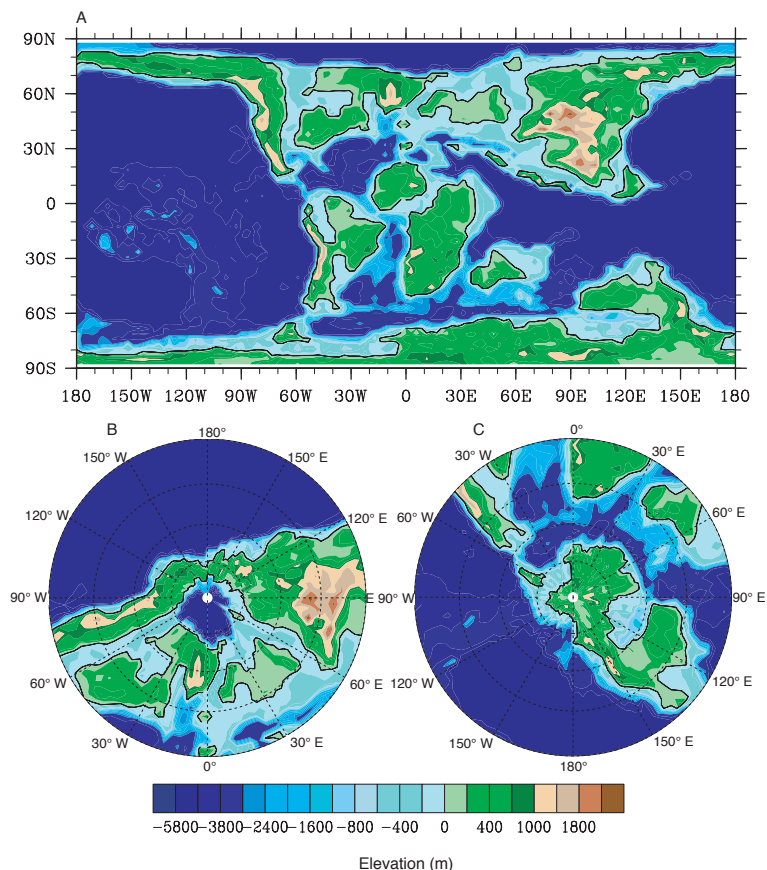 A
90N
60N
30N
0
30S
60S
90S
180 150W 120W 90W 60W 30W 0 30E 60E 90E 120E 150E 180
B
180°
150° W 150° E
120° W 120° E
90° W E
60° W 60° E
30° W 30° E
0°
C
0°
30° W 30° E
60° W 60° E
90° W 90° E
120° W 120° E
150° W 150° E
180°
−5800 −3800 −2400 −1600 −800 −400 0 400 1000 1800
Elevation (m)